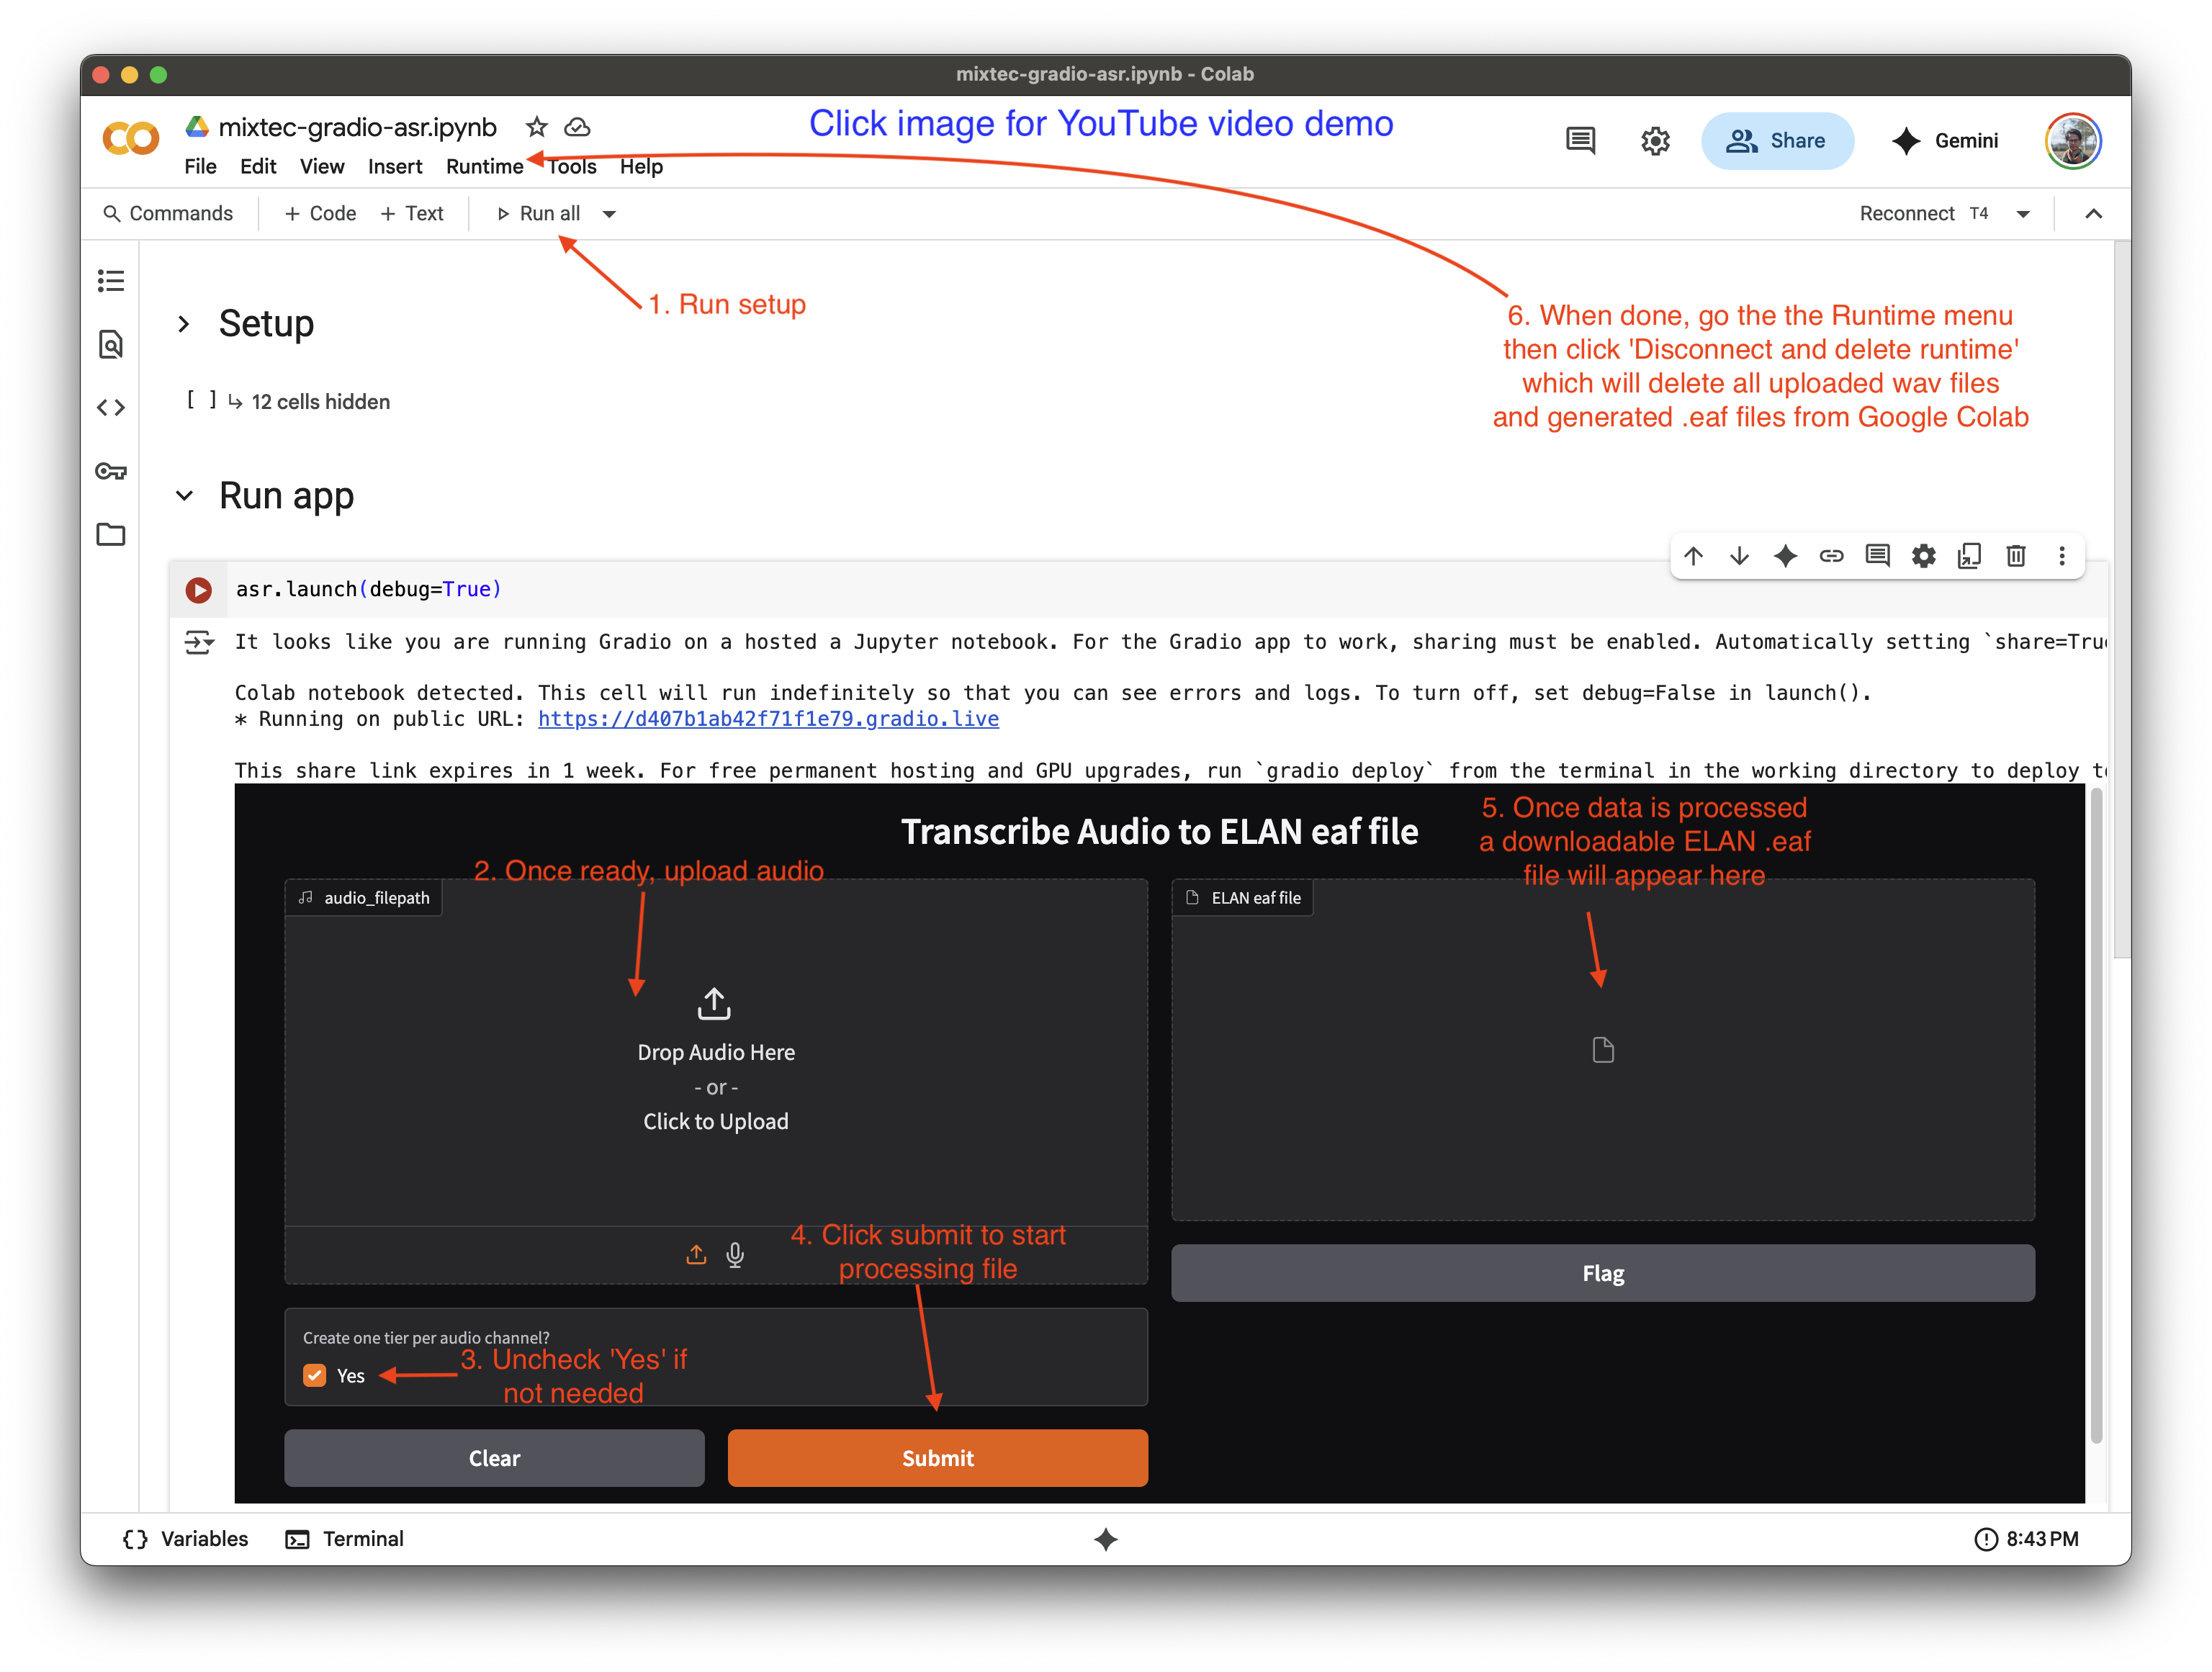 mixtec-gradio-asr.ipynb - Colab
mixtec-gradio-asr.ipynb
Click image for YouTube video demo
Share
Gemini
File Edit View Insert Runtime Tools Help
Commands + Code + Text Run all
Reconnect T4
1. Run setup
Setup
6. When done, go the the Runtime menu
then click 'Disconnect and delete runtime'
which will delete all uploaded wav files
and generated .eaf files from Google Colab
[ ] ↳ 12 cells hidden
Run app
asr.launch(debug=True)
It looks like you are running Gradio on a hosted a Jupyter notebook. For the Gradio app to work, sharing must be enabled. Automatically setting `share=True
Colab notebook detected. This cell will run indefinitely so that you can see errors and logs. To turn off, set debug=False in launch().
* Running on public URL: https://d407b1ab42f71f1e79.gradio.live
This share link expires in 1 week. For free permanent hosting and GPU upgrades, run `gradio deploy` from the terminal in the working directory to deploy to
Transcribe Audio to ELAN eaf file
5. Once data is processed
a downloadable ELAN .eaf
file will appear here
2. Once ready, upload audio
audio_filepath
ELAN eaf file
Drop Audio Here
- or -
Click to Upload
4. Click submit to start
processing file
Flag
Create one tier per audio channel?
Yes
3. Uncheck 'Yes' if
not needed
Clear
Submit
Variables
Terminal
8:43 PM